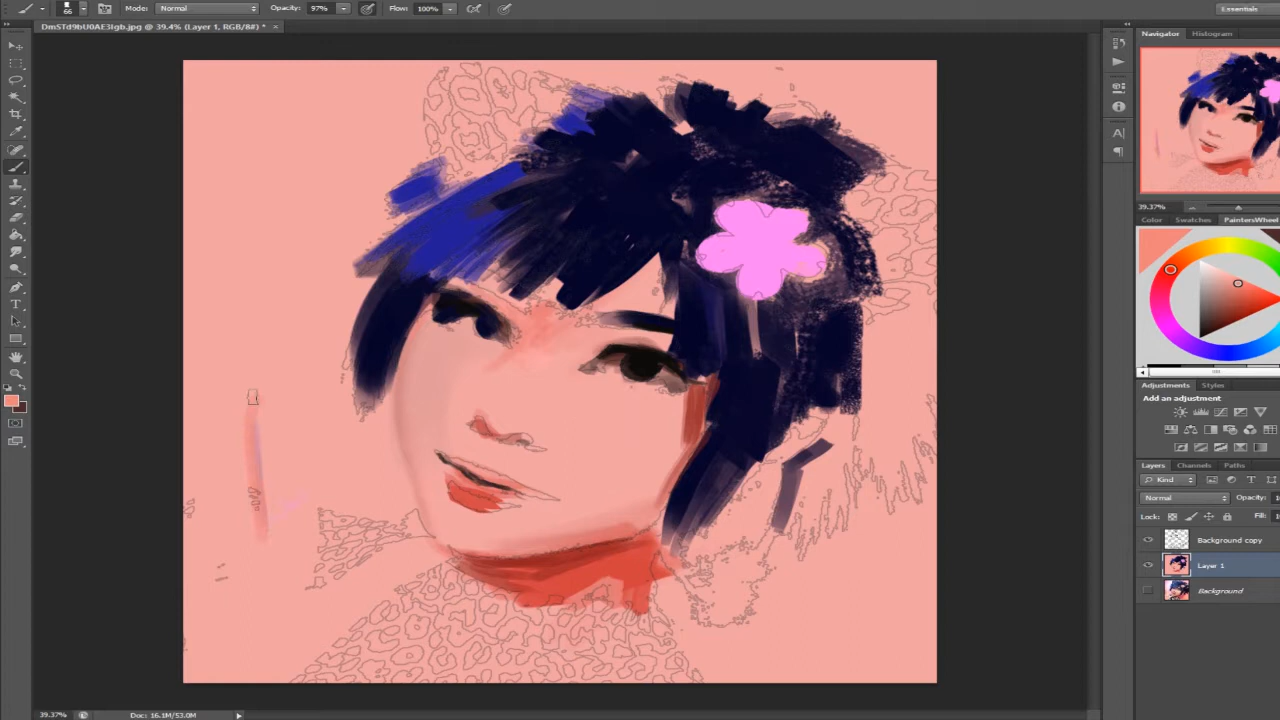 66 Mode: Normal Opacity: 97% Flow: 100% Essentials
DmSTd9bU0AE3Igb.jpg @ 39.4% (Layer 1, RGB/8#) * ×
Navigator Histogram
39.37%
Color Swatches PaintersWheel
Adjustments Styles
Add an adjustment
Layers Channels Paths
Kind
Normal Opacity:
Lock: Fill:
Background copy
Layer 1
Background
39.37% Doc: 16.1M/53.0M